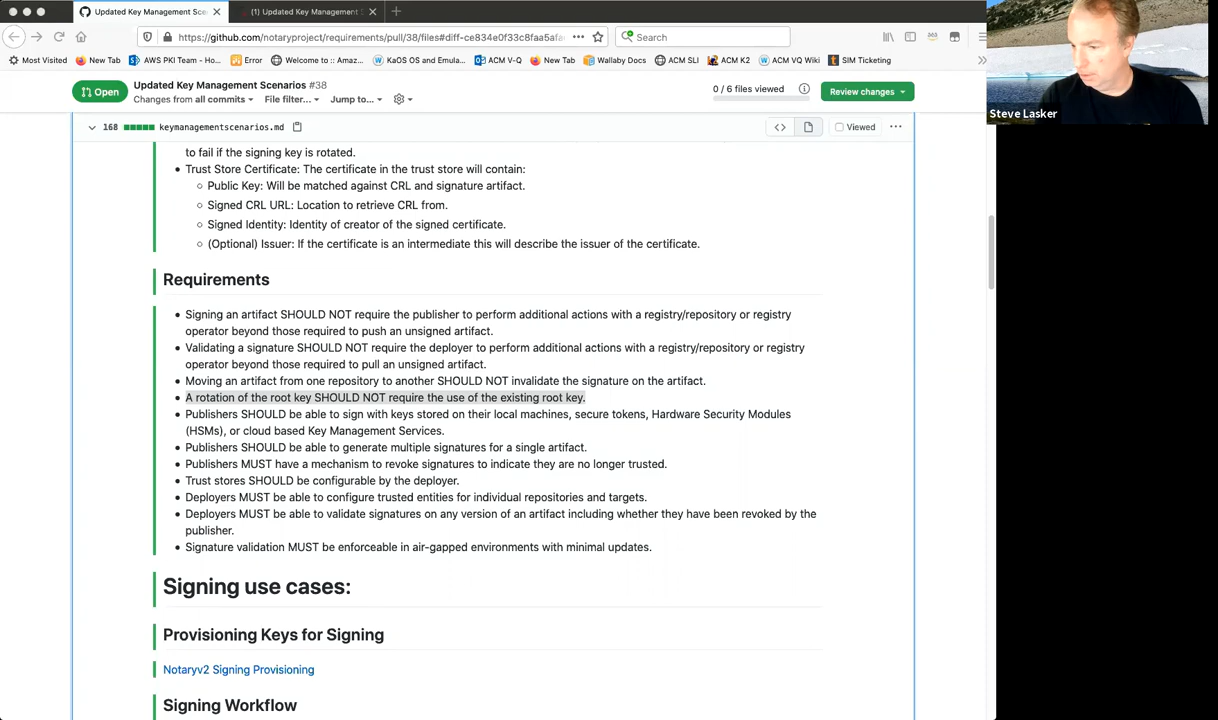 Updated Key Management Sce
(1) Updated Key Management
https://github.com/notaryproject/requirements/pull/38/files#diff-ce834e0f33c8faa5afa
Search
Most Visited
New Tab
AWS PKI Team - Ho...
Error
Welcome to :: Amaz...
KaOS OS and Emula...
ACM V-Q
New Tab
Wallaby Docs
ACM SLI
ACM K2
ACM VQ Wiki
SIM Ticketing
Open
Updated Key Management Scenarios #38
Changes from all commits
File filter...
Jump to...
0 / 6 files viewed
Review changes
168
keymanagementscenarios.md
Viewed
to fail if the signing key is rotated.
Trust Store Certificate: The certificate in the trust store will contain:
Public Key: Will be matched against CRL and signature artifact.
Signed CRL URL: Location to retrieve CRL from.
Signed Identity: Identity of creator of the signed certificate.
(Optional) Issuer: If the certificate is an intermediate this will describe the issuer of the certificate.
Requirements
Signing an artifact SHOULD NOT require the publisher to perform additional actions with a registry/repository or registry
operator beyond those required to push an unsigned artifact.
Validating a signature SHOULD NOT require the deployer to perform additional actions with a registry/repository or registry
operator beyond those required to pull an unsigned artifact.
Moving an artifact from one repository to another SHOULD NOT invalidate the signature on the artifact.
A rotation of the root key SHOULD NOT require the use of the existing root key.
Publishers SHOULD be able to sign with keys stored on their local machines, secure tokens, Hardware Security Modules
(HSMs), or cloud based Key Management Services.
Publishers SHOULD be able to generate multiple signatures for a single artifact.
Publishers MUST have a mechanism to revoke signatures to indicate they are no longer trusted.
Trust stores SHOULD be configurable by the deployer.
Deployers MUST be able to configure trusted entities for individual repositories and targets.
Deployers MUST be able to validate signatures on any version of an artifact including whether they have been revoked by the
publisher.
Signature validation MUST be enforceable in air-gapped environments with minimal updates.
Signing use cases:
Provisioning Keys for Signing
Notaryv2 Signing Provisioning
Signing Workflow
Steve Lasker